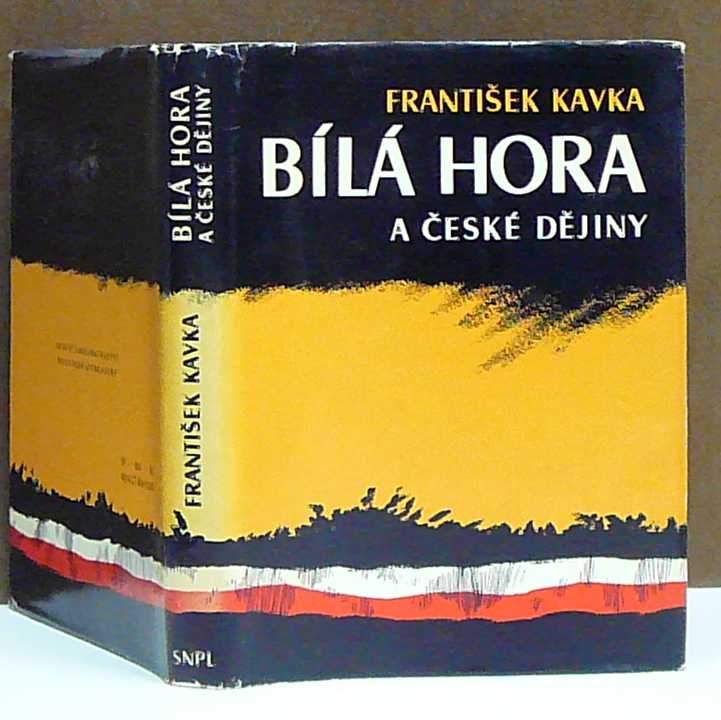 FRANTIŠEK KAVKA
BÍLÁ HORA
A ČESKÉ DĚJINY
BÍLÁ HORA
A ČESKÉ DĚJINY
FRANTIŠEK KAVKA
SNPL